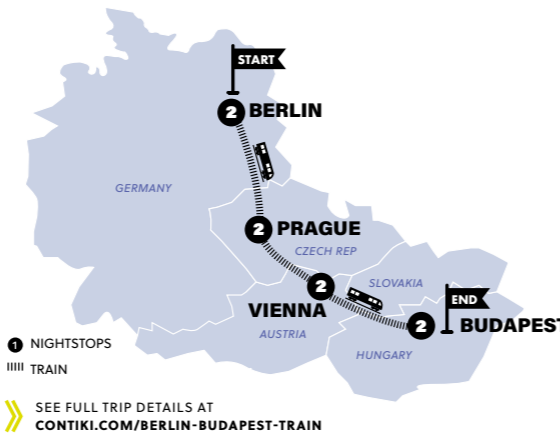 START
2 BERLIN
GERMANY
2 PRAGUE
CZECH REP
SLOVAKIA
2
VIENNA
END
2 BUDAPEST
AUSTRIA
HUNGARY
1 NIGHTSTOPS
TRAIN
SEE FULL TRIP DETAILS AT
CONTIKI.COM/BERLIN-BUDAPEST-TRAIN